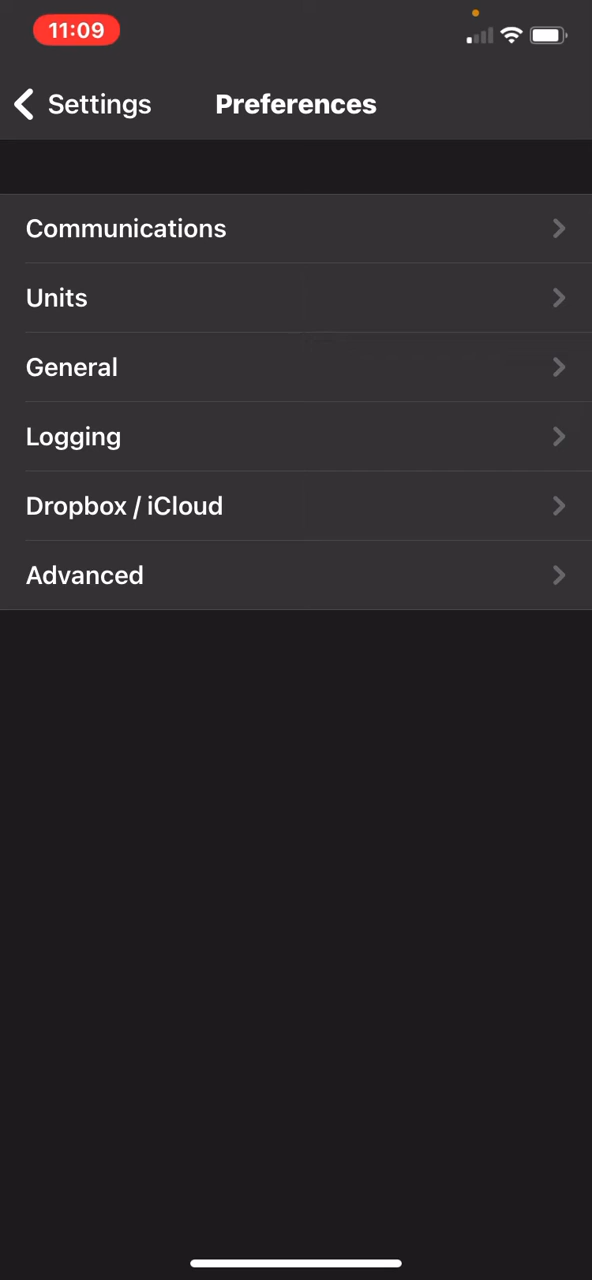 11:09
Settings
Preferences
Communications
Units
General
Logging
Dropbox / iCloud
Advanced